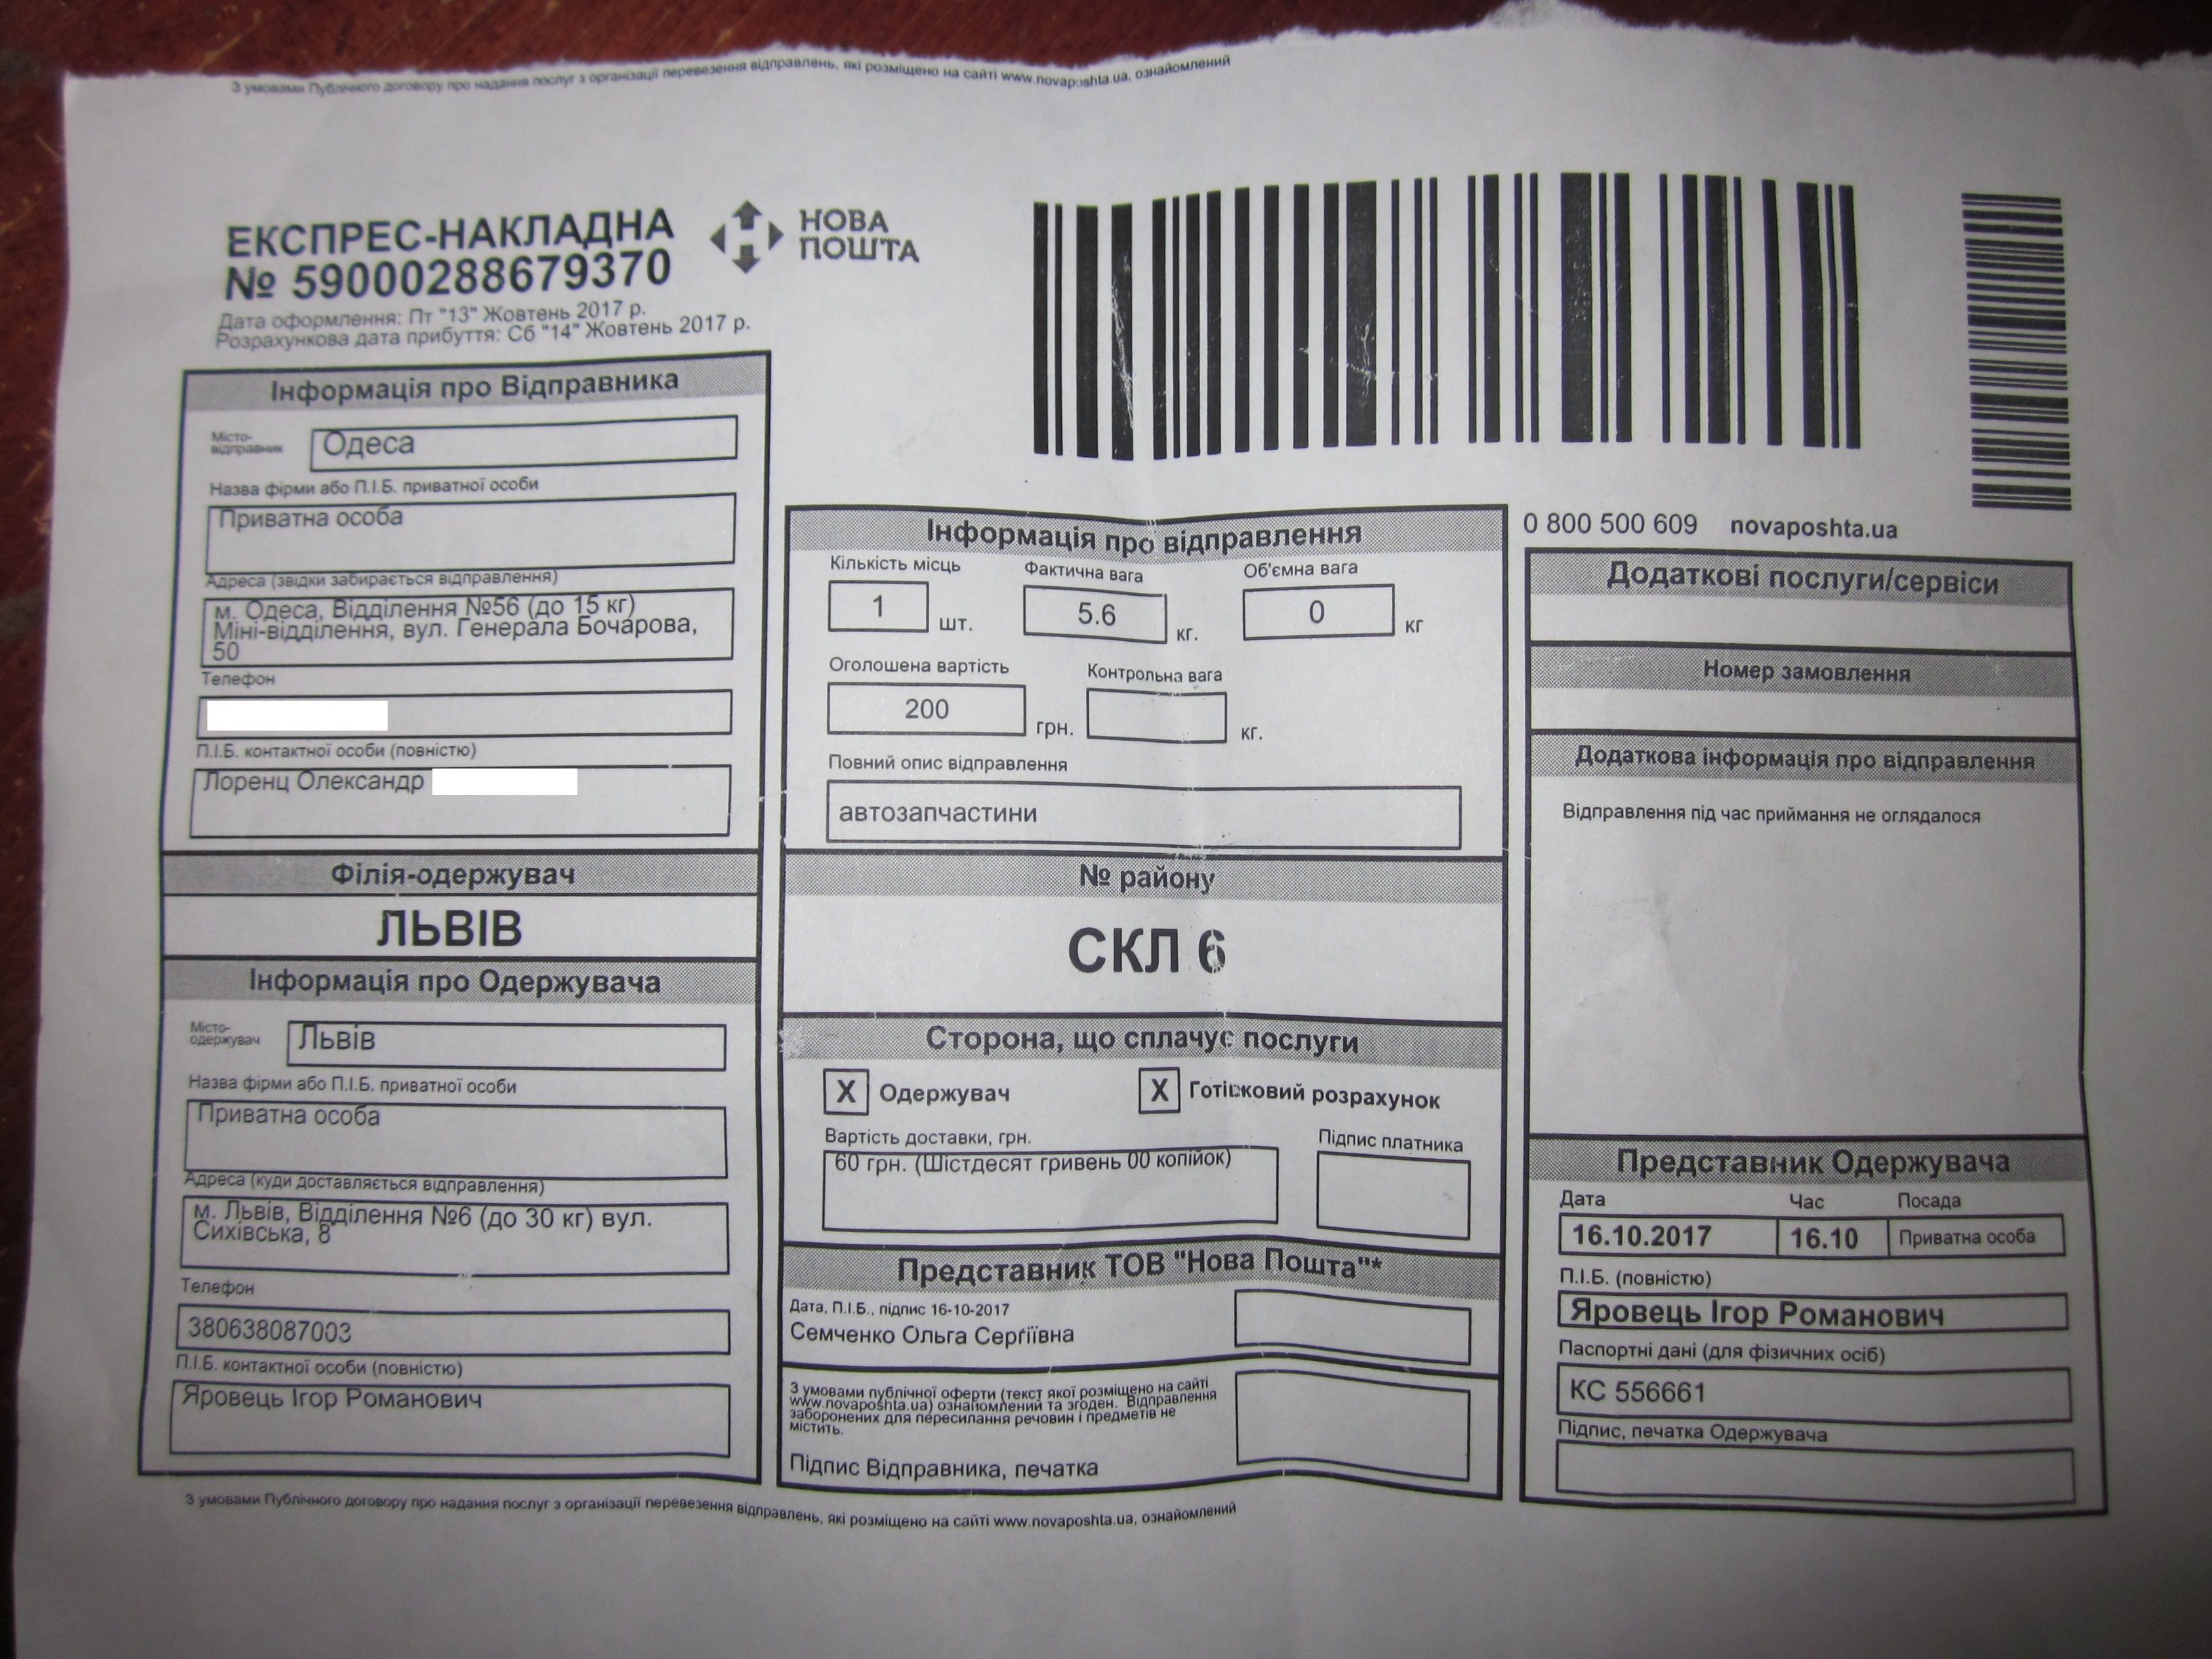 З умовами Публічного договору про надання послуг з організації перевезення відправлень, які розміщено на сайті www.novaposhta.ua, ознайомлений
ЕКСПРЕС-НАКЛАДНА
№ 59000288679370
НОВА
ПОШТА
Дата оформлення: Пт "13" Жовтень 2017 р.
Розрахункова дата прибуття: Сб "14" Жовтень 2017 р.
Інформація про Відправника
Місто-
відправник
Одеса
Назва фірми або П.І.Б. приватної особи
Приватна особа
Адреса (звідки забирається відправлення)
м. Одеса, Відділення №56 (до 15 кг)
Міні-відділення, вул. Генерала Бочарова,
50
Телефон
П.І.Б. контактної особи (повністю)
Лоренц Олександр
Філія-одержувач
ЛЬВІВ
Інформація про Одержувача
Місто-
одержувач
Львів
Назва фірми або П.І.Б. приватної особи
Приватна особа
Адреса (куди доставляється відправлення)
м. Львів, Відділення №6 (до 30 кг) вул.
Сихівська, 8
Телефон
380638087003
П.І.Б. контактної особи (повністю)
Яровець Ігор Романович
Інформація про відправлення
Кількість місць
1
шт.
Фактична вага
5.6
кг.
Об'ємна вага
0
кг
Оголошена вартість
200
грн.
Контрольна вага
кг.
Повний опис відправлення
автозапчастини
№ району
СКЛ 6
Сторона, що сплачує послуги
X Одержувач
X Готівковий розрахунок
Вартість доставки, грн.
60 грн. (Шістдесят гривень 00 копійок)
Підпис платника
Представник ТОВ "Нова Пошта"*
Дата, П.І.Б., підпис 16-10-2017
Семченко Ольга Сергіївна
З умовами публічної оферти (текст якої розміщено на сайті
www.novaposhta.ua) ознайомлений та згоден. Відправлення
заборонених для пересилання речовин і предметів не
містить.
Підпис Відправника, печатка
0 800 500 609 novaposhta.ua
Додаткові послуги/сервіси
Номер замовлення
Додаткова інформація про відправлення
Відправлення під час приймання не оглядалося
Представник Одержувача
Дата
Час
Посада
16.10.2017
16.10
Приватна особа
П.І.Б. (повністю)
Яровець Ігор Романович
Паспортні дані (для фізичних осіб)
КС 556661
Підпис, печатка Одержувача
З умовами Публічного договору про надання послуг з організації перевезення відправлень, які розміщено на сайті www.novaposhta.ua, ознайомлений